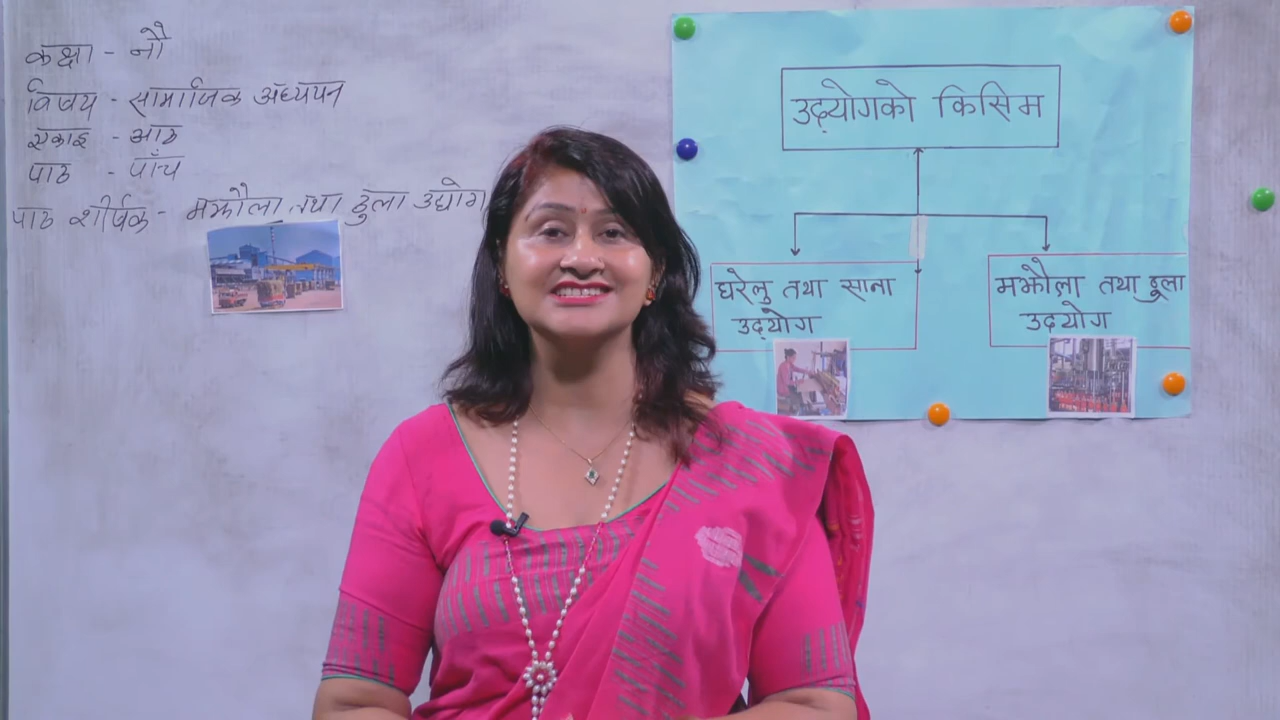 कक्षा - नौ
विषय - सामाजिक अध्ययन
एकाइ - आठ
पाठ - पाँच
पाठ शीर्षक - मझौला तथा ठुला उद्योग
उद्योगको किसिम
घरेलु तथा साना
उद्योग
मझौला तथा ठूला
उद्योग